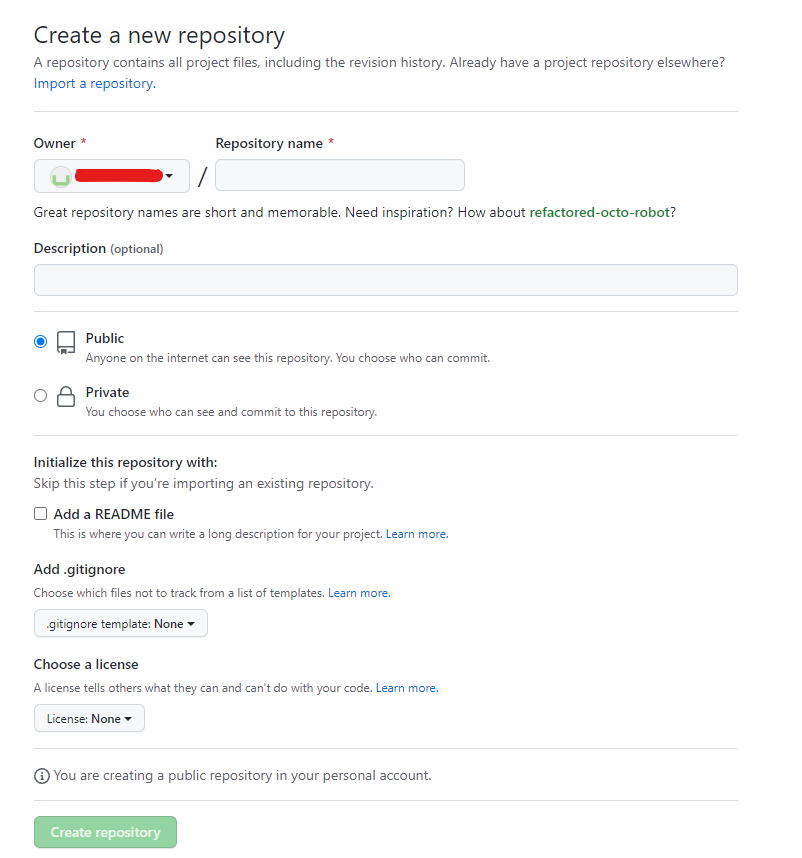 Create a new repository
A repository contains all project files, including the revision history. Already have a project repository elsewhere?
Import a repository.
Owner * Repository name *
/
Great repository names are short and memorable. Need inspiration? How about refactored-octo-robot?
Description (optional)
Public
Anyone on the internet can see this repository. You choose who can commit.
Private
You choose who can see and commit to this repository.
Initialize this repository with:
Skip this step if you're importing an existing repository.
Add a README file
This is where you can write a long description for your project. Learn more.
Add .gitignore
Choose which files not to track from a list of templates. Learn more.
.gitignore template: None
Choose a license
A license tells others what they can and can't do with your code. Learn more.
License: None
You are creating a public repository in your personal account.
Create repository